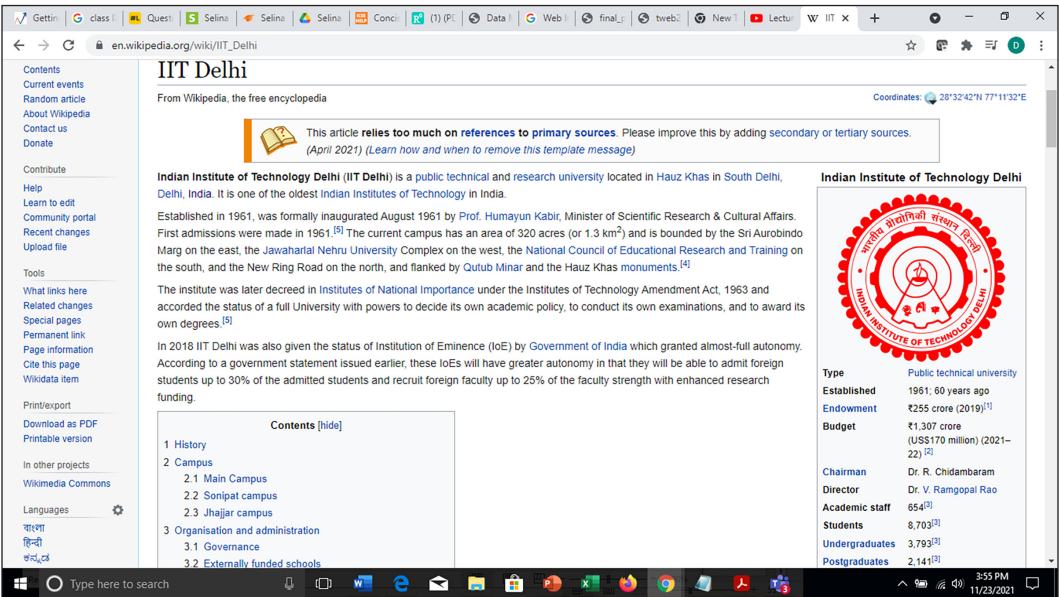 Gettin
class I
Questi
Selina
Selina
Selina
Conci
(1) (PD
Data
Web
final_p
tweb2
New T
Lectur
IIT
en.wikipedia.org/wiki/IIT_Delhi
D
Contents
Current events
Random article
About Wikipedia
Contact us
Donate
Contribute
Help
Learn to edit
Community portal
Recent changes
Upload file
Tools
What links here
Related changes
Special pages
Permanent link
Page information
Cite this page
Wikidata item
Print/export
Download as PDF
Printable version
In other projects
Wikimedia Commons
Languages
বাংলা
हिन्दी
ಕನ್ನಡ
IIT Delhi
From Wikipedia, the free encyclopedia
Coordinates: 28°32′42″N 77°11′32″E
This article relies too much on references to primary sources. Please improve this by adding secondary or tertiary sources.
(April 2021) (Learn how and when to remove this template message)
Indian Institute of Technology Delhi (IIT Delhi) is a public technical and research university located in Hauz Khas in South Delhi,
Delhi, India. It is one of the oldest Indian Institutes of Technology in India.
Established in 1961, was formally inaugurated August 1961 by Prof. Humayun Kabir, Minister of Scientific Research & Cultural Affairs.
First admissions were made in 1961.[5] The current campus has an area of 320 acres (or 1.3 km2) and is bounded by the Sri Aurobindo
Marg on the east, the Jawaharlal Nehru University Complex on the west, the National Council of Educational Research and Training on
the south, and the New Ring Road on the north, and flanked by Qutub Minar and the Hauz Khas monuments.[4]
The institute was later decreed in Institutes of National Importance under the Institutes of Technology Amendment Act, 1963 and
accorded the status of a full University with powers to decide its own academic policy, to conduct its own examinations, and to award its
own degrees.[5]
In 2018 IIT Delhi was also given the status of Institution of Eminence (IoE) by Government of India which granted almost-full autonomy.
According to a government statement issued earlier, these IoEs will have greater autonomy in that they will be able to admit foreign
students up to 30% of the admitted students and recruit foreign faculty up to 25% of the faculty strength with enhanced research
funding.
Contents [hide]
1 History
2 Campus
2.1 Main Campus
2.2 Sonipat campus
2.3 Jhajjar campus
3 Organisation and administration
3.1 Governance
3.2 Externally funded schools
Indian Institute of Technology Delhi
भारतीय प्रौद्योगिकी संस्थान दिल्ली
INDIAN INSTITUTE OF TECHNOLOGY DELHI
Type Public technical university
Established 1961; 60 years ago
Endowment ₹255 crore (2019)[1]
Budget ₹1,307 crore
(US$170 million) (2021–
22) [2]
Chairman Dr. R. Chidambaram
Director Dr. V. Ramgopal Rao
Academic staff 654[3]
Students 8,703[3]
Undergraduates 3,793[3]
Postgraduates 2,141[3]
Type here to search
3:55 PM
11/23/2021